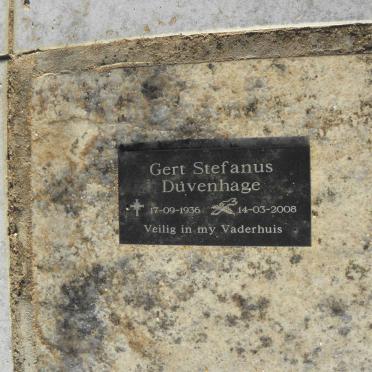 Gert Stefanus
Duvenhage
17-09-1936 14-03-2008
Veilig in my Vaderhuis